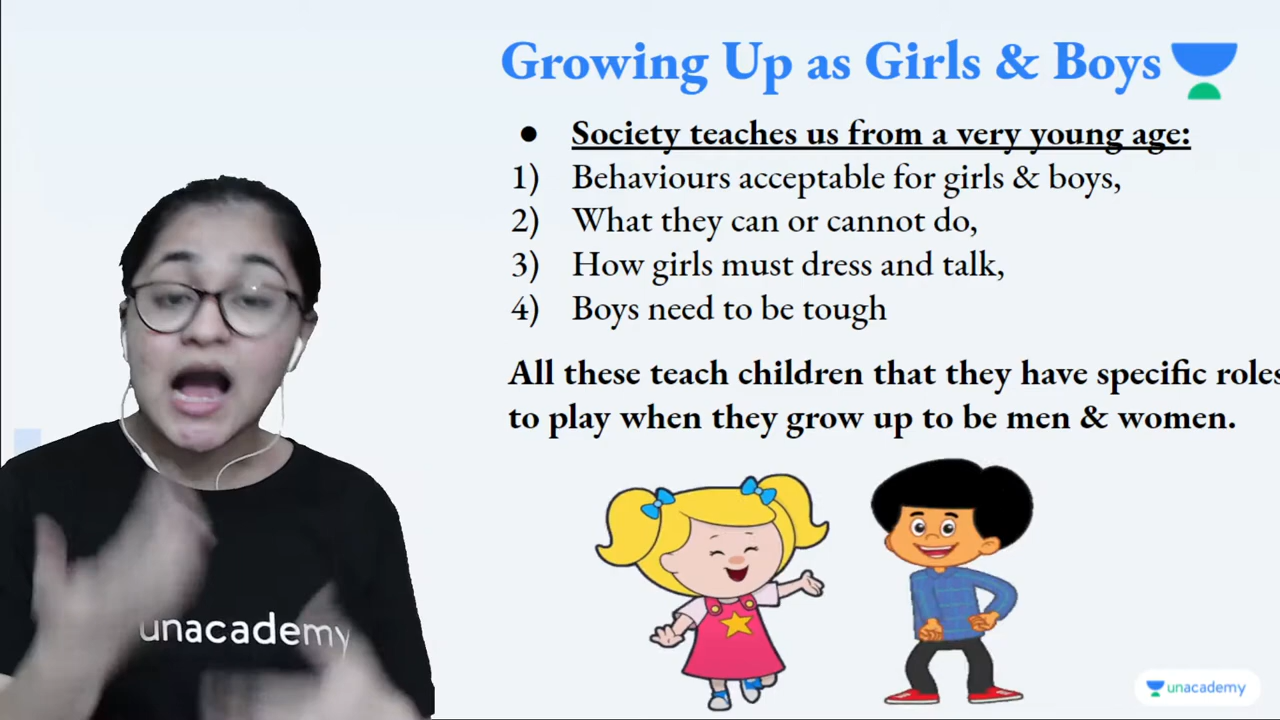 Growing Up as Girls & Boys
● Society teaches us from a very young age:
1) Behaviours acceptable for girls & boys,
2) What they can or cannot do,
3) How girls must dress and talk,
4) Boys need to be tough
All these teach children that they have specific roles
to play when they grow up to be men & women.
unacademy
unacademy